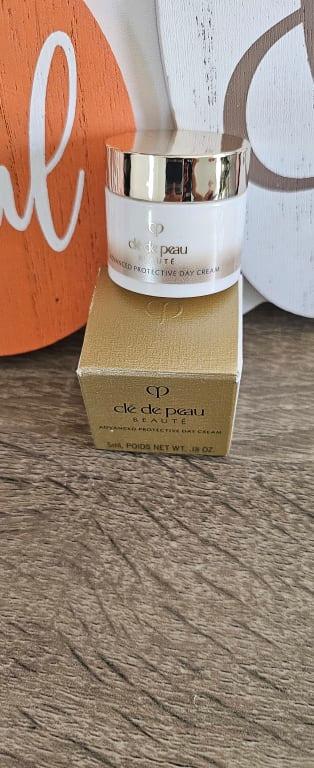 clé de peau
BEAUTÉ
ADVANCED PROTECTIVE DAY CREAM
clé de peau
BEAUTÉ
ADVANCED PROTECTIVE DAY CREAM
5mL POIDS NET WT. .18 OZ.